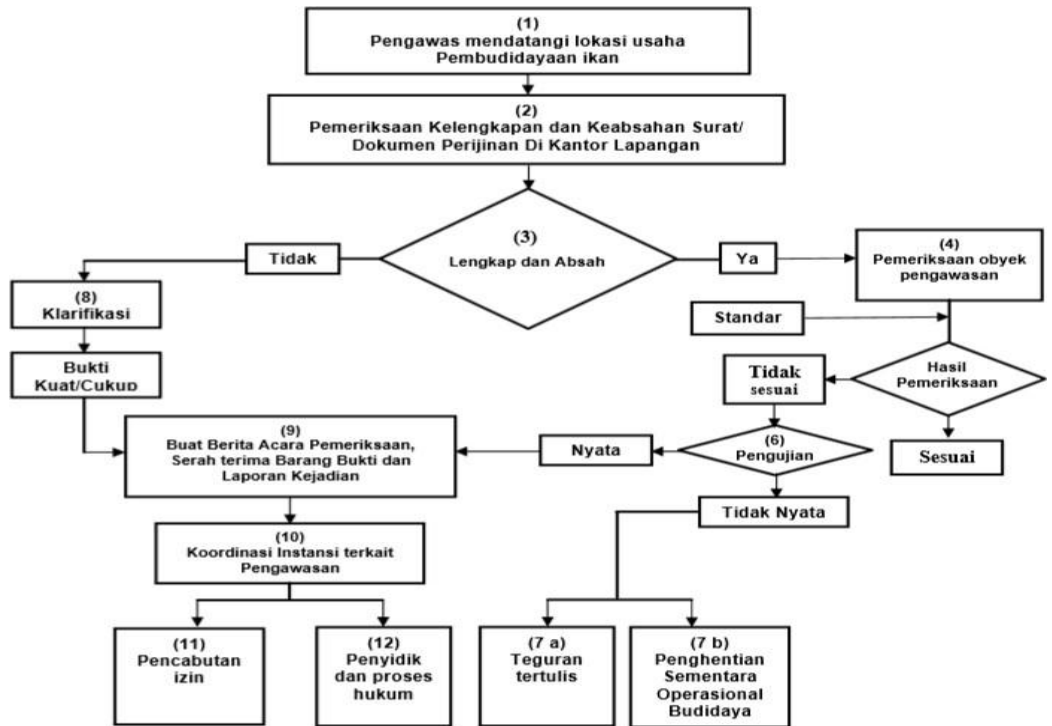 (1)
Pengawas mendatangi lokasi usaha
Pembudidayaan ikan
(2)
Pemeriksaan Kelengkapan dan Keabsahan Surat/
Dokumen Perijinan Di Kantor Lapangan
(3)
Lengkap dan Absah
Tidak
Ya
(4)
Pemeriksaan obyek
pengawasan
(8)
Klarifikasi
Standar
Bukti
Kuat/Cukup
Hasil
Pemeriksaan
Tidak
sesuai
Sesuai
(6)
Pengujian
Nyata
(9)
Buat Berita Acara Pemeriksaan,
Serah terima Barang Bukti dan
Laporan Kejadian
Tidak Nyata
(10)
Koordinasi Instansi terkait
Pengawasan
(11)
Pencabutan
izin
(12)
Penyidik
dan proses
hukum
(7 a)
Teguran
tertulis
(7 b)
Penghentian
Sementara
Operasional
Budidaya